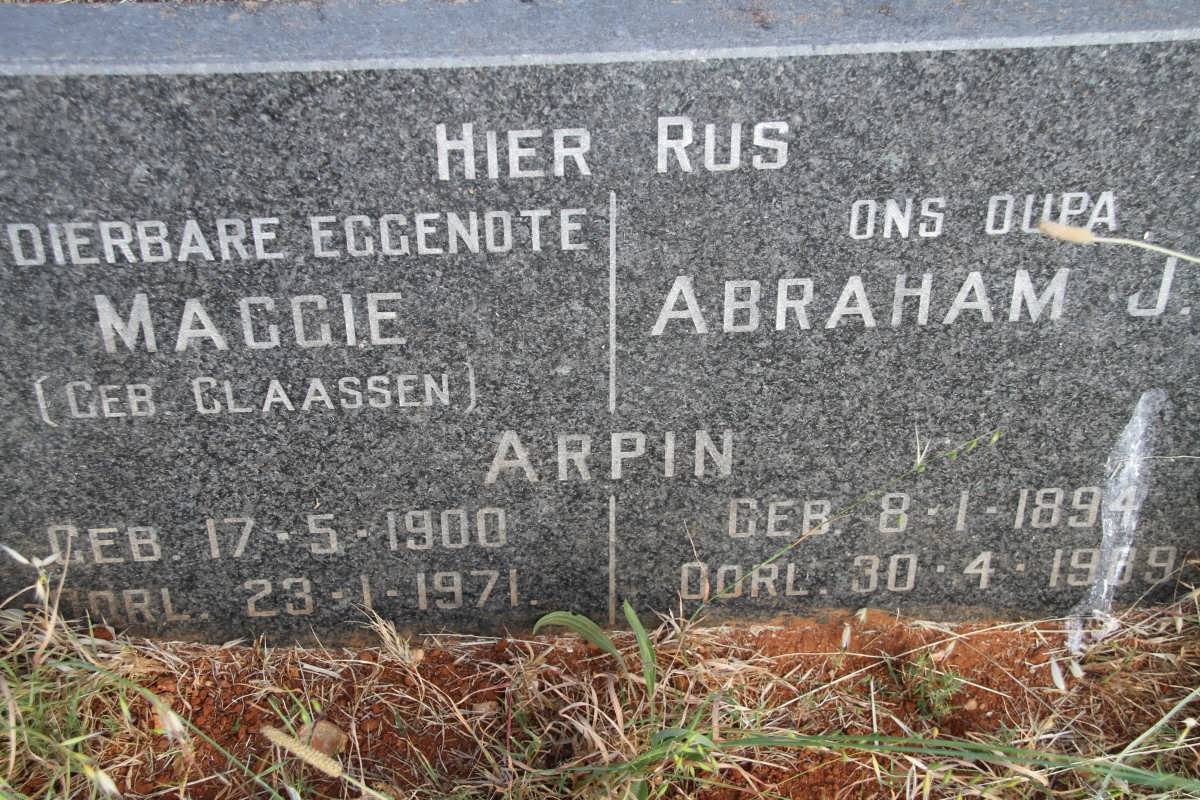 HIER RUS
DIERBARE EGGENOTE
MAGGIE
(GEB. CLAASSEN)
ONS OUPA
ABRAHAM J.
ARPIN
GEB. 17-5-1900
OORL. 23-1-1971.
GEB. 8-1-1894
OORL. 30-4-1989